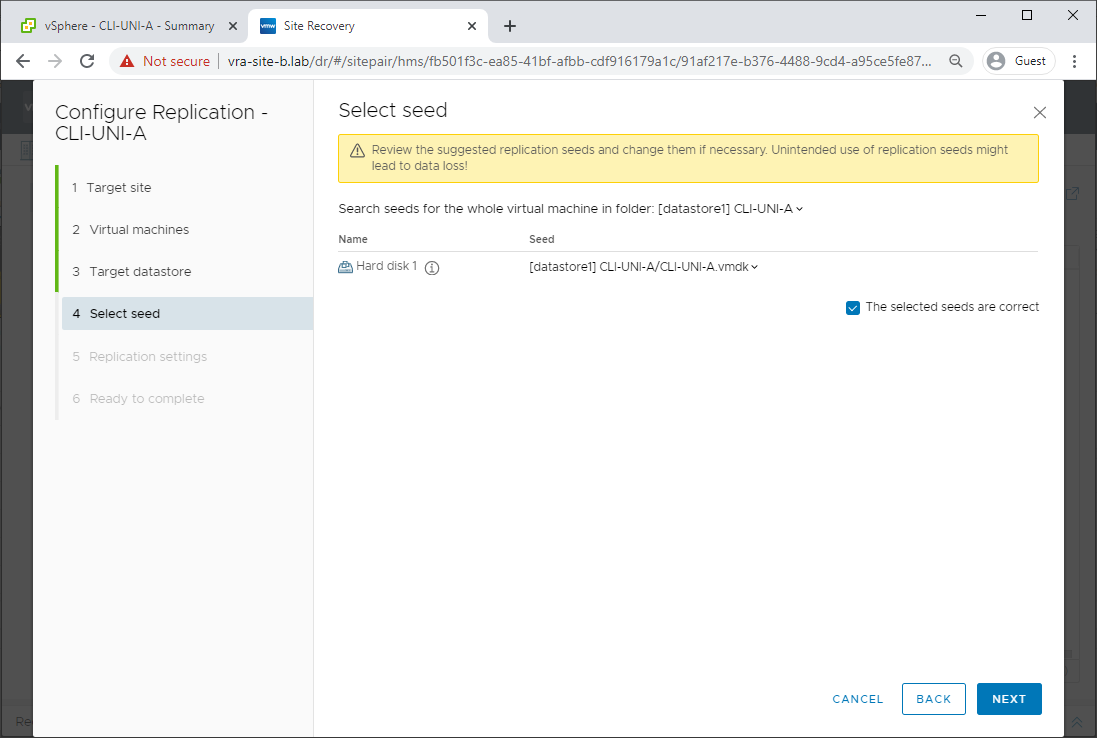 vSphere - CLI-UNI-A - Summary
vmw Site Recovery
Not secure vra-site-b.lab/dr/#/sitepair/hms/fb501f3c-ea85-41bf-afbb-cdf916179a1c/91af217e-b376-4488-9cd4-a95ce5fe87... Guest
Configure Replication -
CLI-UNI-A
1 Target site
2 Virtual machines
3 Target datastore
4 Select seed
5 Replication settings
6 Ready to complete
Select seed
Review the suggested replication seeds and change them if necessary. Unintended use of replication seeds might
lead to data loss!
Search seeds for the whole virtual machine in folder: [datastore1] CLI-UNI-A
Name Seed
Hard disk 1 [datastore1] CLI-UNI-A/CLI-UNI-A.vmdk
The selected seeds are correct
CANCEL BACK NEXT